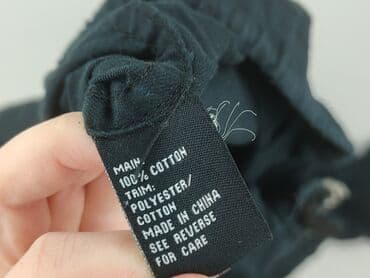 MAIN
100% COTTON
TRIM:
POLYESTER/
COTTON
MADE IN CHINA
SEE REVERSE
FOR CARE